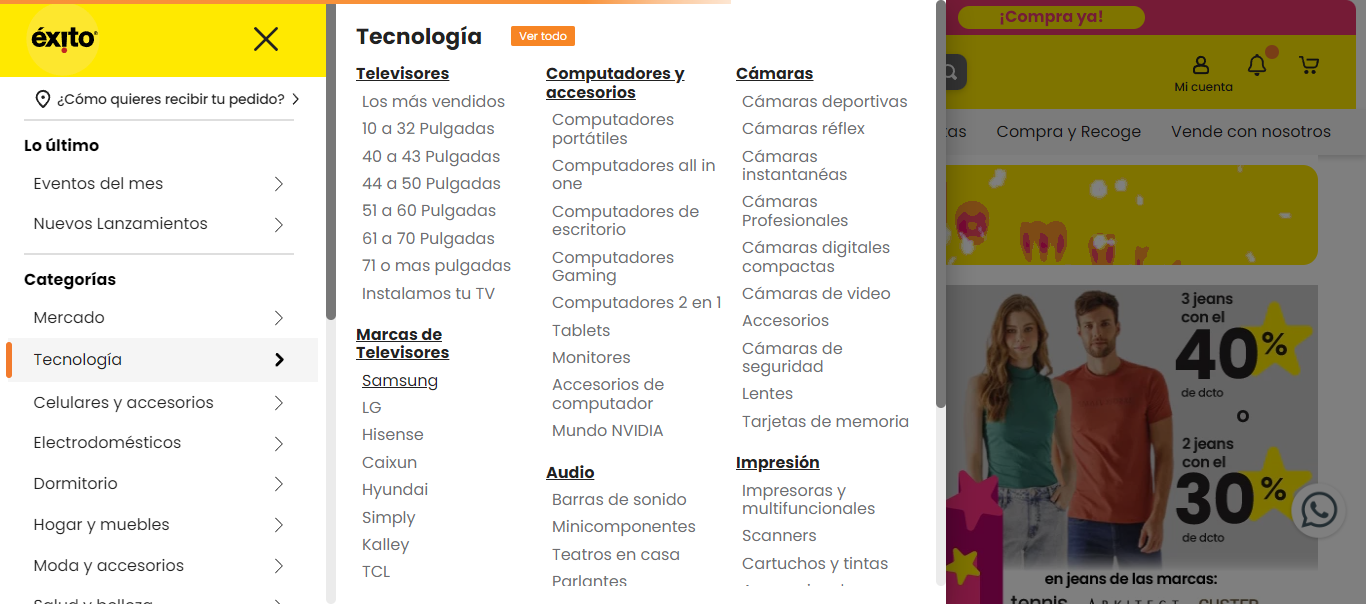 éxito
¿Cómo quieres recibir tu pedido?
Lo último
Eventos del mes
Nuevos Lanzamientos
Categorías
Mercado
Tecnología
Celulares y accesorios
Electrodomésticos
Dormitorio
Hogar y muebles
Moda y accesorios
Salud y belleza
Tecnología
Ver todo
Televisores
Los más vendidos
10 a 32 Pulgadas
40 a 43 Pulgadas
44 a 50 Pulgadas
51 a 60 Pulgadas
61 a 70 Pulgadas
71 o mas pulgadas
Instalamos tu TV
Marcas de
Televisores
Samsung
LG
Hisense
Caixun
Hyundai
Simply
Kalley
TCL
Computadores y
accesorios
Computadores
portátiles
Computadores all in
one
Computadores de
escritorio
Computadores
Gaming
Computadores 2 en 1
Tablets
Monitores
Accesorios de
computador
Mundo NVIDIA
Audio
Barras de sonido
Minicomponentes
Teatros en casa
Parlantes
Cámaras
Cámaras deportivas
Cámaras réflex
Cámaras
instantanéas
Cámaras
Profesionales
Cámaras digitales
compactas
Cámaras de video
Accesorios
Cámaras de
seguridad
Lentes
Tarjetas de memoria
Impresión
Impresoras y
multifuncionales
Scanners
Cartuchos y tintas
¡Compra ya!
Mi cuenta
Compra y Recoge
Vende con nosotros
3 jeans
con el
40%
de dcto
o
2 jeans
con el
30%
de dcto
en jeans de las marcas:
tennis ARKITECT CUSTER